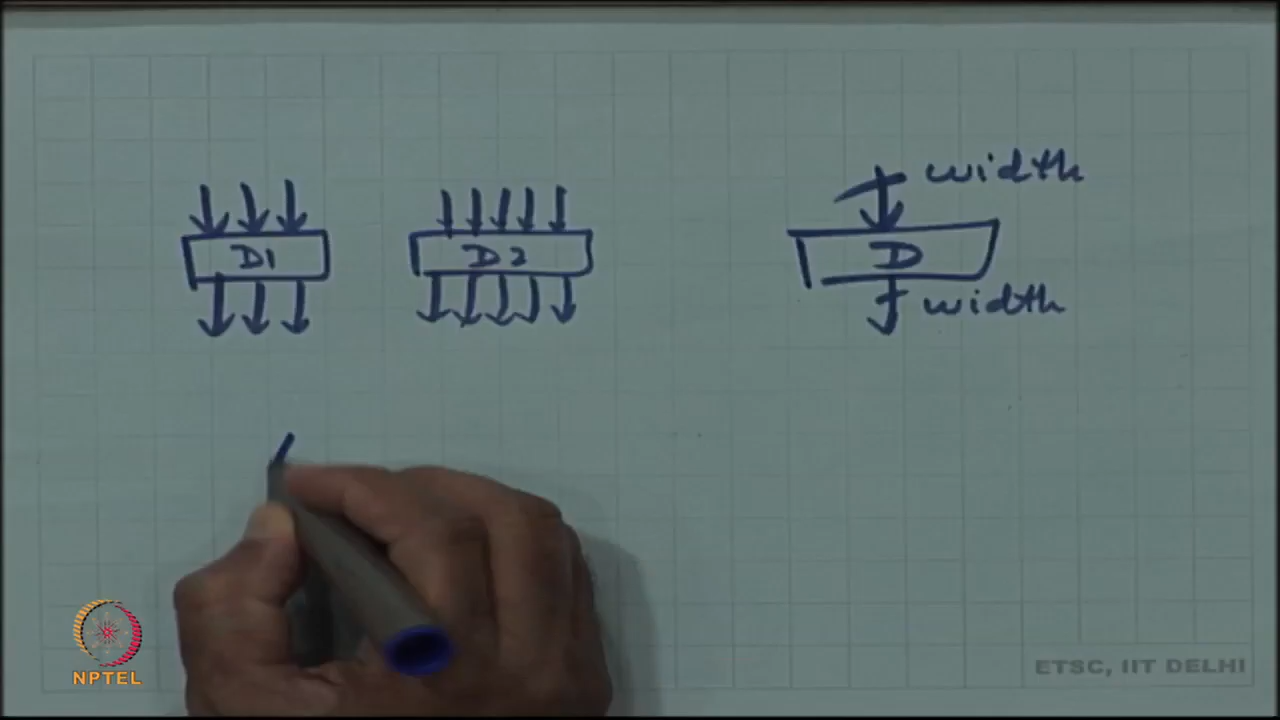 width
D1 D2 D
width
NPTEL
ETSC, IIT DELHI